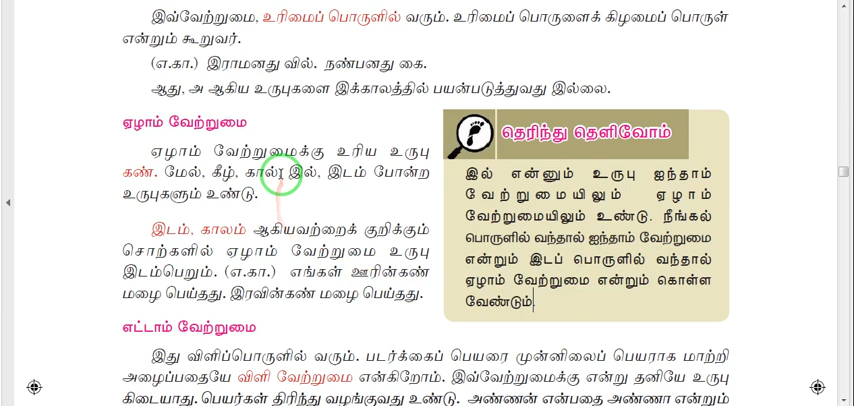 இவ்வேற்றுமை, உரிமைப் பொருளில் வரும். உரிமைப் பொருளைக் கிழமைப் பொருள்
என்றும் கூறுவர்.
(எ.கா.) இராமனது வில். நண்பனது கை.
ஆது, அ ஆகிய உருபுகளை இக்காலத்தில் பயன்படுத்துவது இல்லை.
ஏழாம் வேற்றுமை
ஏழாம் வேற்றுமைக்கு உரிய உருபு
கண். மேல், கீழ், கால், இல், இடம் போன்ற
உருபுகளும் உண்டு.
இடம், காலம் ஆகியவற்றைக் குறிக்கும்
சொற்களில் ஏழாம் வேற்றுமை உருபு
இடம்பெறும். (எ.கா.) எங்கள் ஊரின்கண்
மழை பெய்தது. இரவின்கண் மழை பெய்தது.
தெரிந்து தெளிவோம்
இல் என்னும் உருபு ஐந்தாம்
வேற்றுமையிலும் ஏழாம்
வேற்றுமையிலும் உண்டு. நீங்கல்
பொருளில் வந்தால் ஐந்தாம் வேற்றுமை
என்றும் இடப் பொருளில் வந்தால்
ஏழாம் வேற்றுமை என்றும் கொள்ள
வேண்டும்.
எட்டாம் வேற்றுமை
இது விளிப்பொருளில் வரும். படர்க்கைப் பெயரை முன்னிலைப் பெயராக மாற்றி
அழைப்பதையே விளி வேற்றுமை என்கிறோம். இவ்வேற்றுமைக்கு என்று தனியே உருபு
கிடையாது. பெயர்கள் திரிந்து வழங்குவது உண்டு. அண்ணன் என்பதை அண்ணா என்றும்